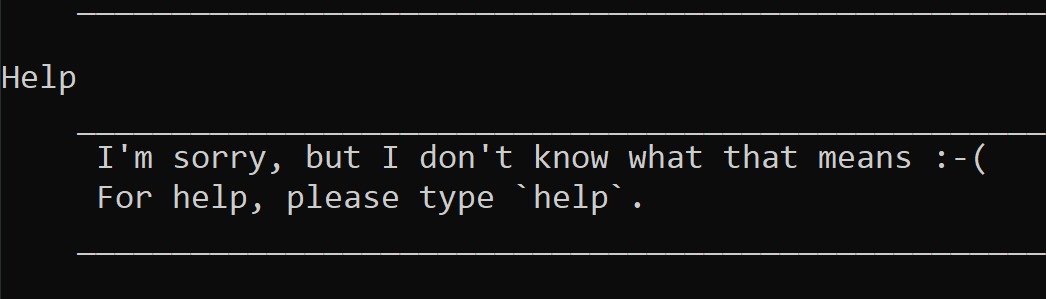 Help
I'm sorry, but I don't know what that means :-(
For help, please type `help`.